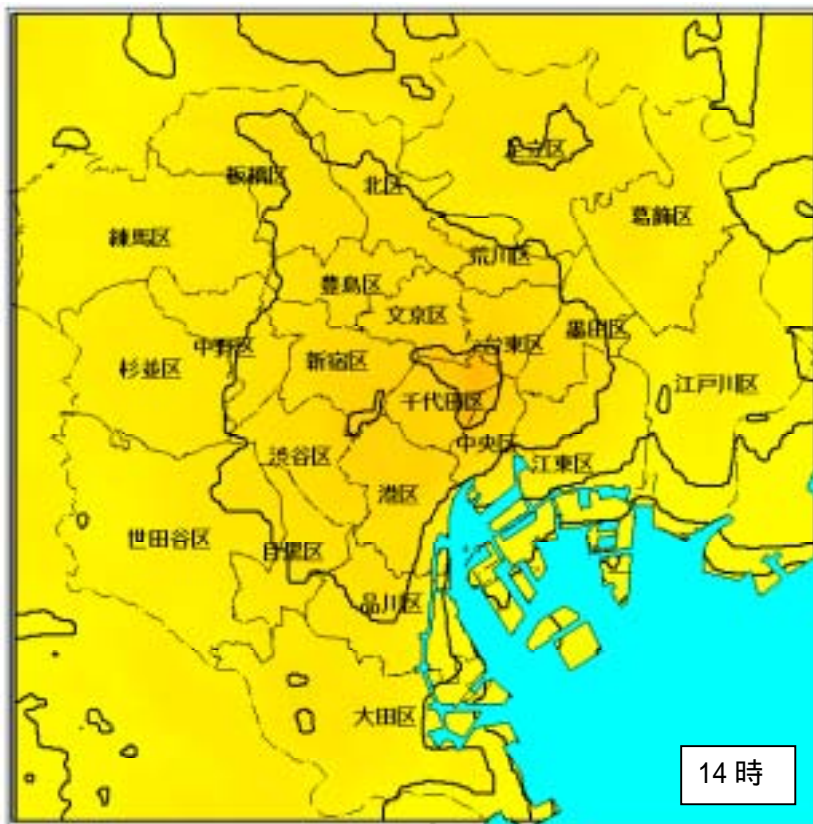 足立区
板橋区
北区
葛飾区
練馬区
荒川区
豊島区
文京区
墨田区
台東区
中野区
新宿区
杉並区
江戸川区
千代田区
中央区
渋谷区
江東区
港区
世田谷区
目黒区
品川区
大田区
14 時